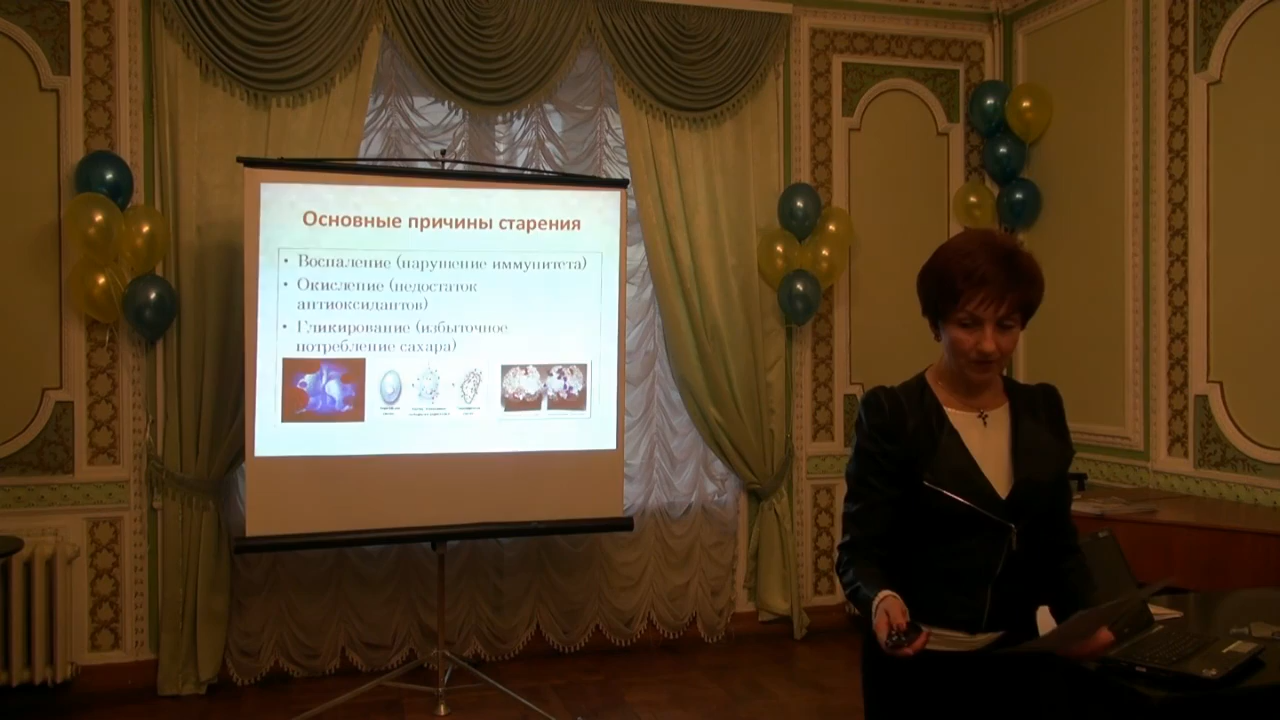 Основные причины старения
• Воспаление (нарушение иммунитета)
• Окисление (недостаток
антиоксидантов)
• Гликирование (избыточное
потребление сахара)